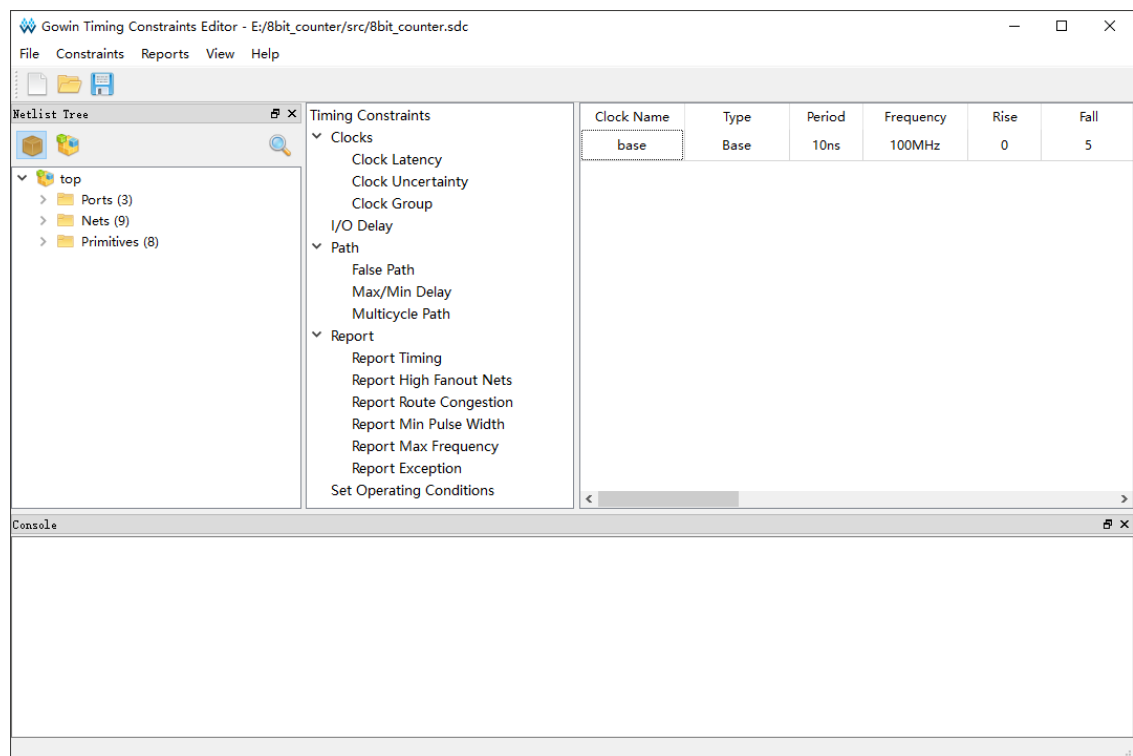 Gowin Timing Constraints Editor - E:/8bit_counter/src/8bit_counter.sdc
File Constraints Reports View Help
Netlist Tree
top
Ports (3)
Nets (9)
Primitives (8)
Timing Constraints
Clocks
Clock Latency
Clock Uncertainty
Clock Group
I/O Delay
Path
False Path
Max/Min Delay
Multicycle Path
Report
Report Timing
Report High Fanout Nets
Report Route Congestion
Report Min Pulse Width
Report Max Frequency
Report Exception
Set Operating Conditions
Clock Name Type Period Frequency Rise Fall
base Base 10ns 100MHz 0 5
Console